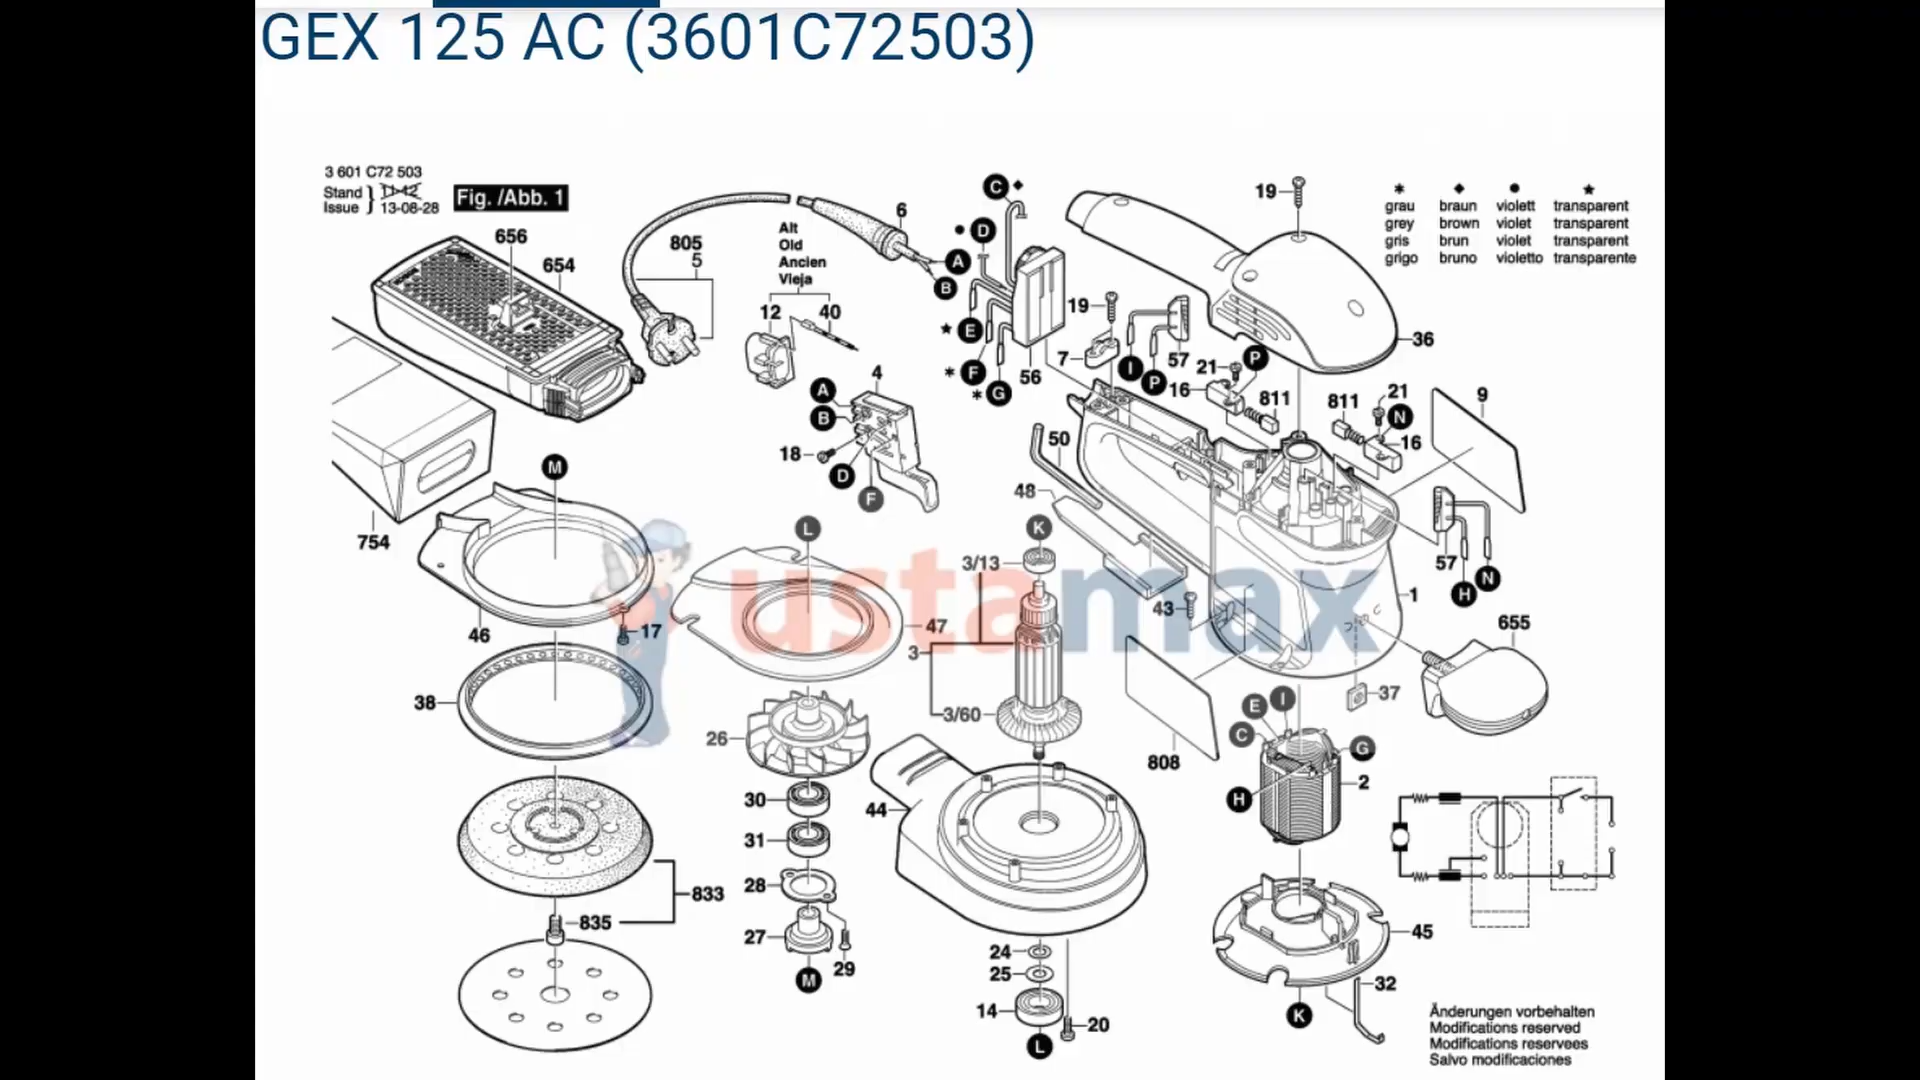 GEX 125 AC (3601C72503)
3 601 C72 503
Stand
Issue
11-12
13-08-28
Fig. /Abb. 1
* ◆ ● ★
grau braun violett transparent
grey brown violet transparent
gris brun violet transparent
grigo bruno violetto transparente
C ◆
19
656
654
805
5
6
Alt
Old
Ancien
Vieja
12
40
● D
A
B
★ E
* F
* G
56
19
7
I
P
57
21
P
16
811
36
811
21
N
16
9
4
A
B
18
D
F
50
48
M
754
46
17
38
L
47
K
3/13
3
3/60
ustamax
43
1
57
H
N
655
37
808
E
I
C
G
H
2
26
30
31
28
27
29
M
44
833
835
24
25
14
20
L
45
32
K
Änderungen vorbehalten
Modifications reserved
Modifications reservees
Salvo modificaciones